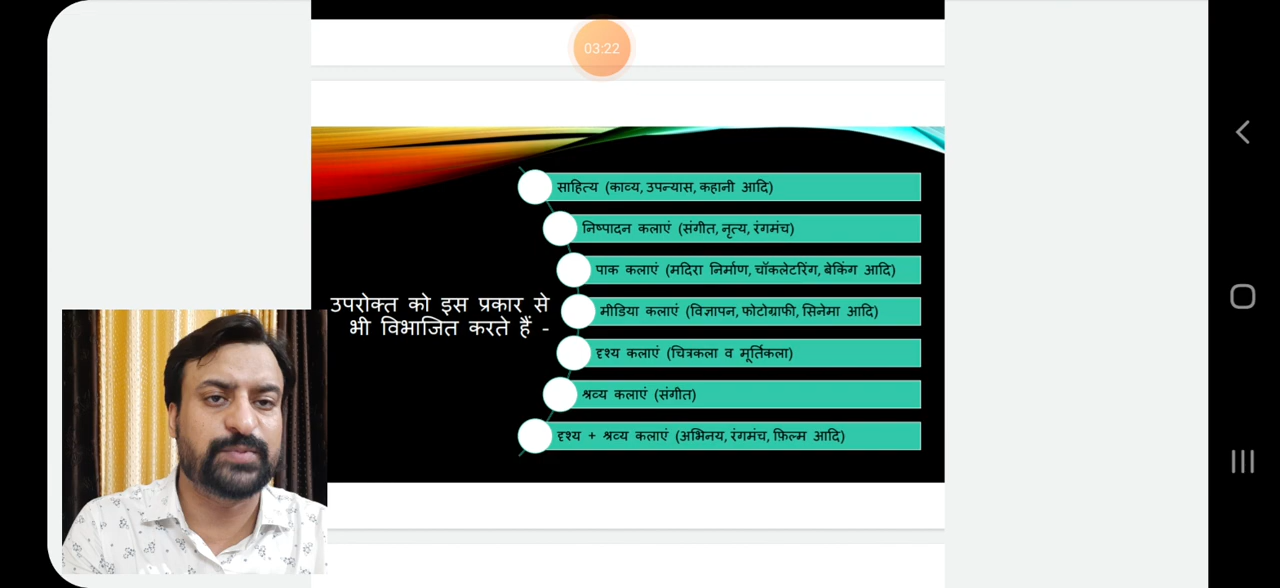 03:22
साहित्य (काव्य, उपन्यास, कहानी आदि)
निष्पादन कलाएं (संगीत, नृत्य, रंगमंच)
पाक कलाएं (मदिरा निर्माण, चॉकलेटरिंग, बेकिंग आदि)
उपरोक्त को इस प्रकार से
भी विभाजित करते हैं -
मीडिया कलाएं (विज्ञापन, फोटोग्राफी, सिनेमा आदि)
दृश्य कलाएं (चित्रकला व मूर्तिकला)
श्रव्य कलाएं (संगीत)
दृश्य + श्रव्य कलाएं (अभिनय, रंगमंच, फ़िल्म आदि)